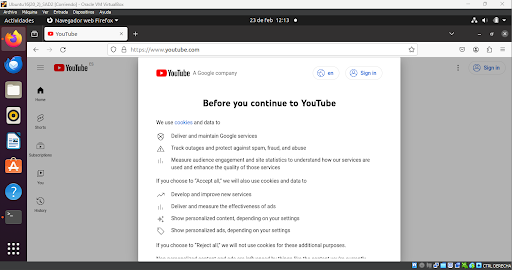 Ubuntu1604_D_SSED [Corriendo] - Oracle VM VirtualBox
Archivo Máquina Ver Entrada Dispositivos Ayuda
Actividades Navegador web Firefox 23 de feb 12:13
YouTube
https://www.youtube.com
YouTube ES
Sign in
YouTube A Google company
en
Sign in
Before you continue to YouTube
We use cookies and data to
Deliver and maintain Google services
Track outages and protect against spam, fraud, and abuse
Measure audience engagement and site statistics to understand how our services are
used and enhance the quality of those services
If you choose to "Accept all," we will also use cookies and data to
Develop and improve new services
Deliver and measure the effectiveness of ads
Show personalized content, depending on your settings
Show personalized ads, depending on your settings
If you choose to "Reject all," we will not use cookies for these additional purposes.
Home
Shorts
Subscriptions
You
History
CTRL DERECHA